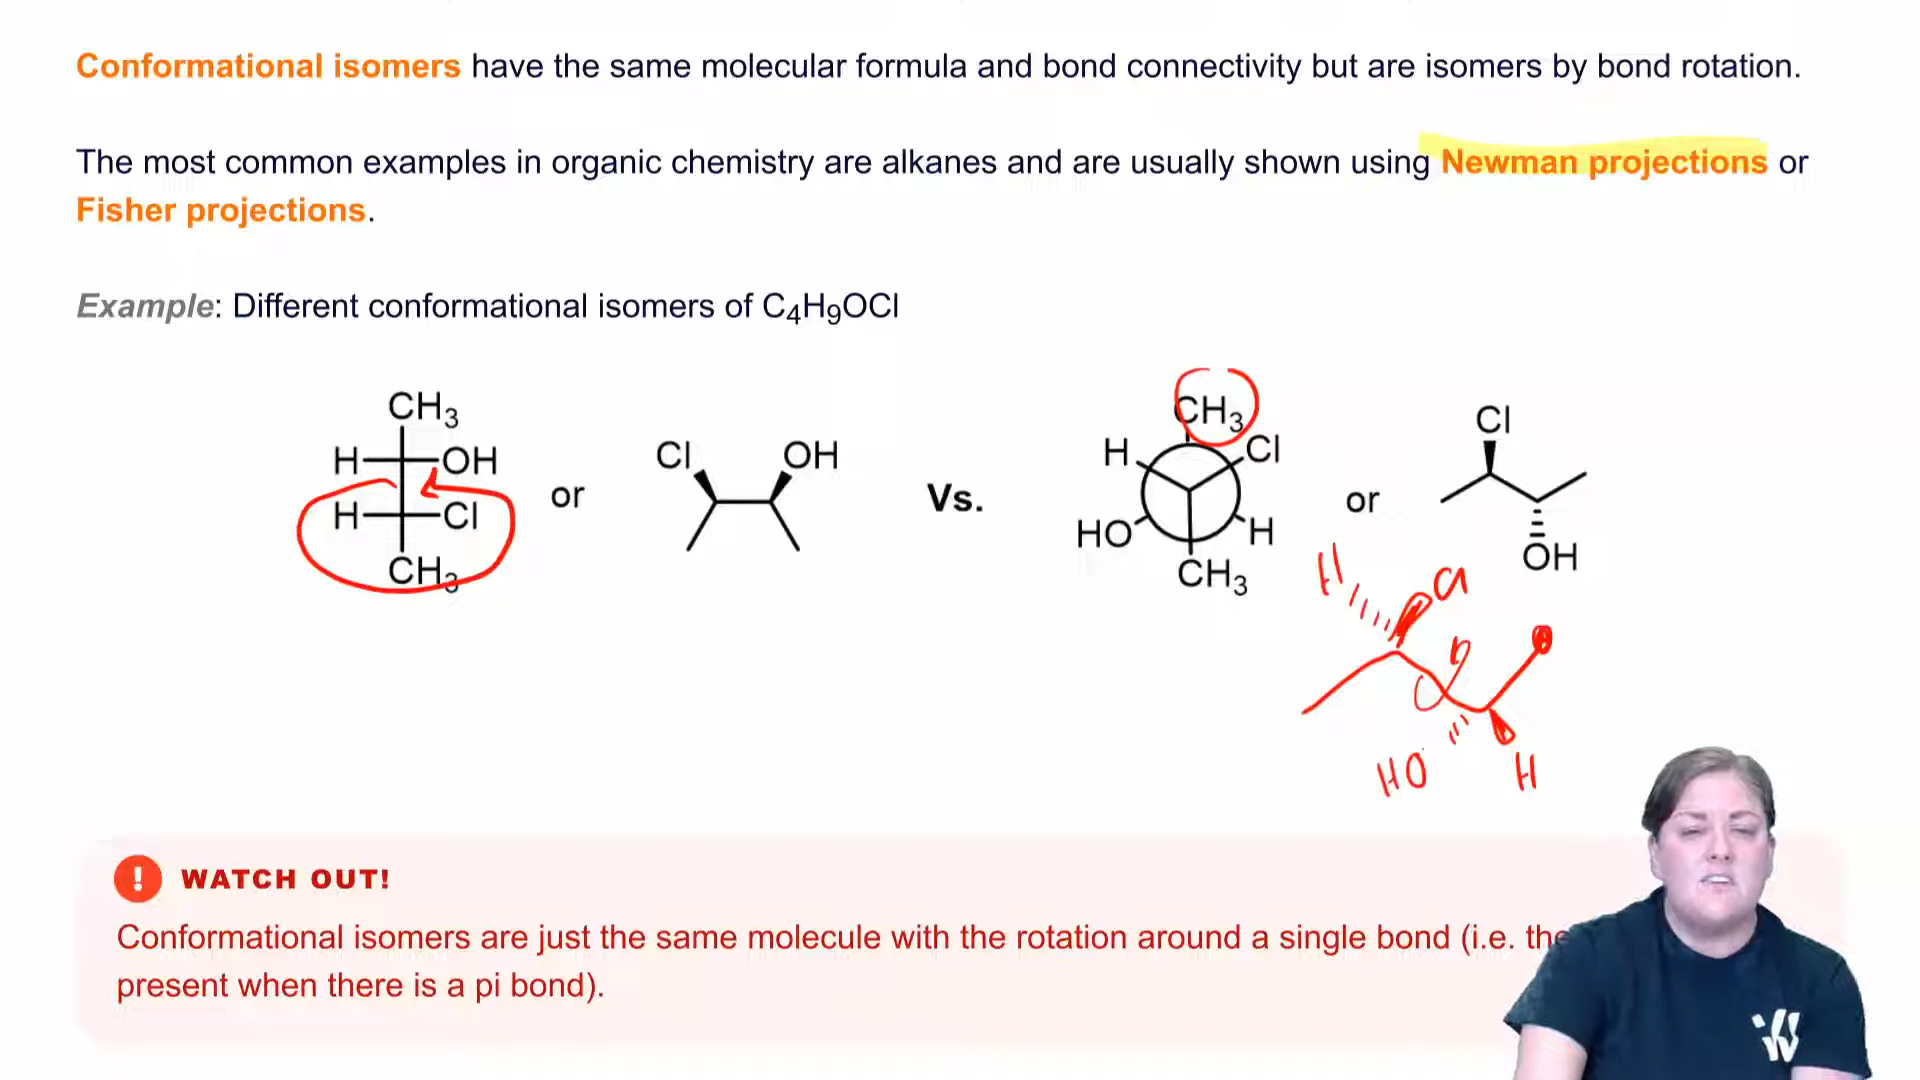 Conformational isomers have the same molecular formula and bond connectivity but are isomers by bond rotation.
The most common examples in organic chemistry are alkanes and are usually shown using Newman projections or
Fisher projections.
Example: Different conformational isomers of C₄H₉OCl
CH₃
H OH
H Cl
CH₃
or
Cl OH
Vs.
CH₃
H Cl
HO H
CH₃
or
Cl
OH
H Cl
HO H
! WATCH OUT!
Conformational isomers are just the same molecule with the rotation around a single bond (i.e.
present when there is a pi bond).